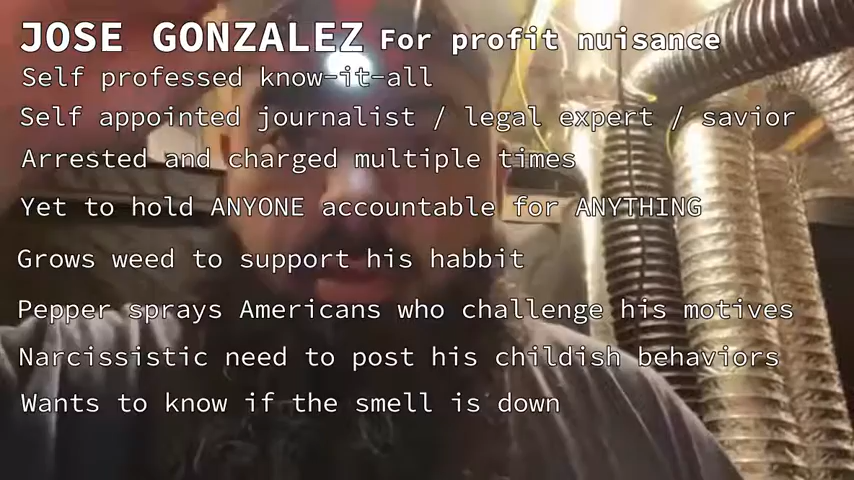 JOSE GONZALEZ For profit nuisance
Self professed know-it-all
Self appointed journalist / legal expert / savior
Arrested and charged multiple times
Yet to hold ANYONE accountable for ANYTHING
Grows weed to support his habbit
Pepper sprays Americans who challenge his motives
Narcissistic need to post his childish behaviors
Wants to know if the smell is down